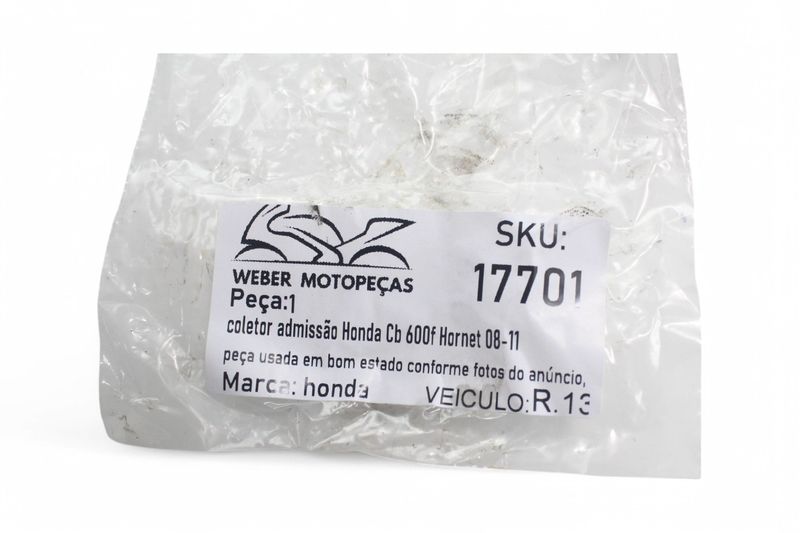 WEBER MOTOPEÇAS
SKU:
17701
Peça:1
coletor admissão Honda Cb 600f Hornet 08-11
peça usada em bom estado conforme fotos do anúncio,
Marca: honda
VEICULO:R.13